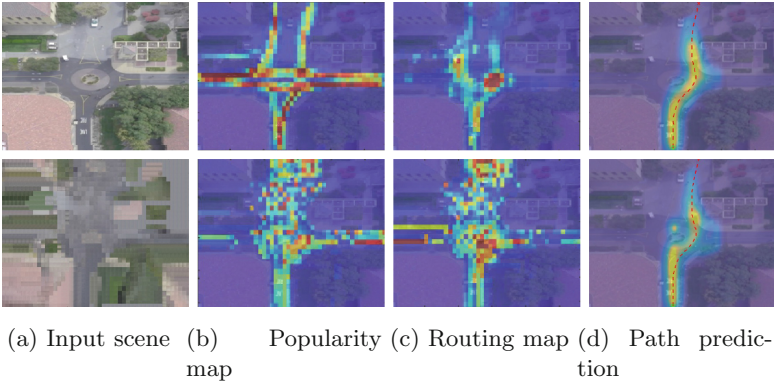 (a) Input scene (b) Popularity (c) Routing map (d) Path predic-
map tion